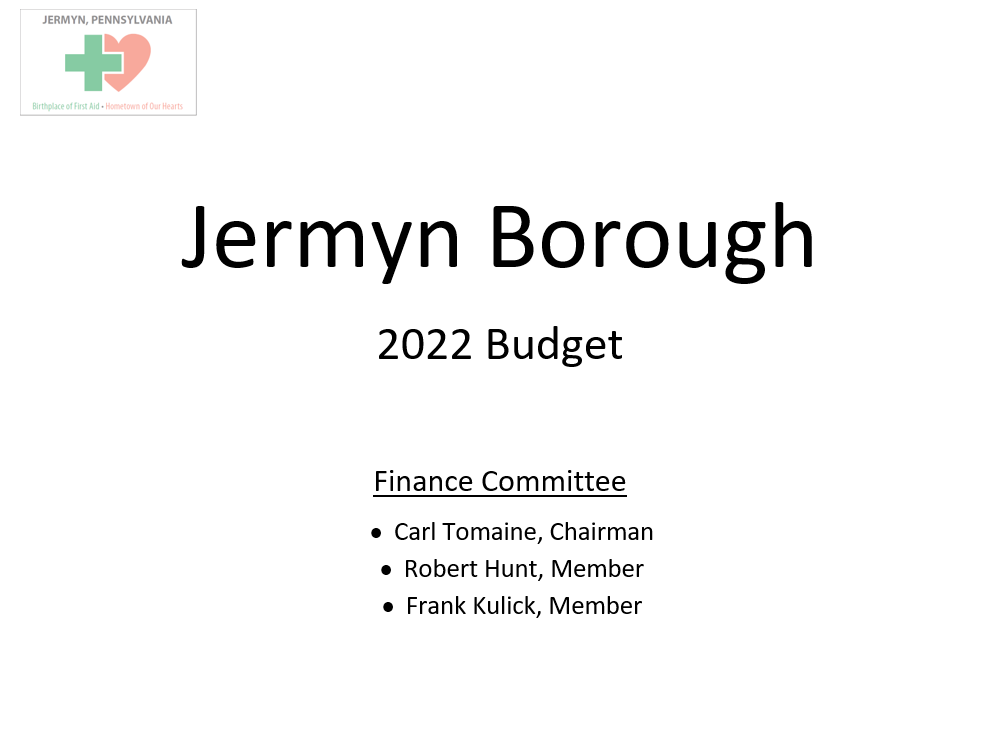 JERMYN, PENNSYLVANIA
Birthplace of First Aid • Hometown of Our Hearts
Jermyn Borough
2022 Budget
Finance Committee
• Carl Tomaine, Chairman
• Robert Hunt, Member
• Frank Kulick, Member